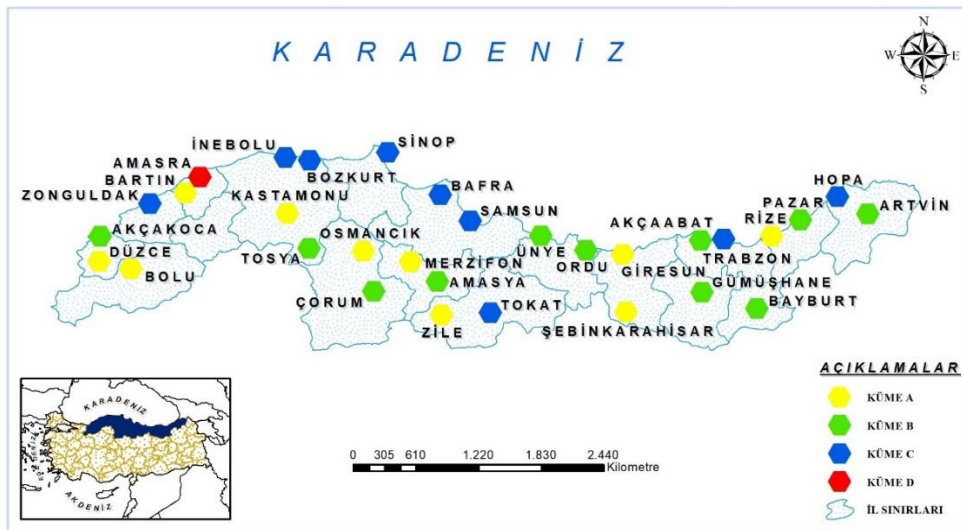 K A R A D E N İ Z
N
W E
S
İNEBOLU
SİNOP
AMASRA
BARTIN
BOZKURT
ZONGULDAK
KASTAMONU
BAFRA
SAMSUN
HOPA
PAZAR
ARTVİN
AKÇAABAT
RİZE
AKÇAKOCA
OSMANCIK
ÜNYE
TRABZON
DÜZCE
TOSYA
MERZİFON
ORDU
GİRESUN
BOLU
AMASYA
GÜMÜŞHANE
ÇORUM
TOKAT
BAYBURT
ZİLE
ŞEBİNKARAHİSAR
AÇIKLAMALAR
KÜME A
KÜME B
KÜME C
KÜME D
İL SINIRLARI
KARADENİZ
AKDENİZ
0 305 610 1.220 1.830 2.440
Kilometre